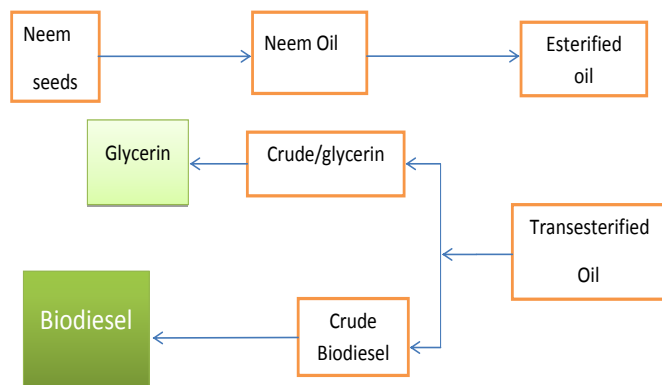 Neem
seeds
Neem Oil
Esterified
oil
Glycerin
Crude/glycerin
Transesterified
Oil
Biodiesel
Crude
Biodiesel